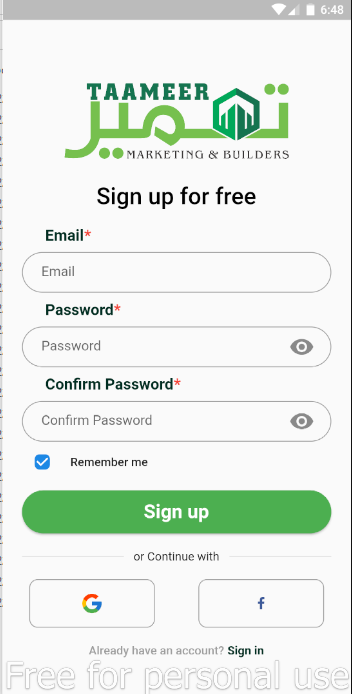 6:48
TAAMEER
تعمیر
MARKETING & BUILDERS
Sign up for free
Email*
Email
Password*
Password
Confirm Password*
Confirm Password
Remember me
Sign up
or Continue with
G f
Already have an account? Sign in
Free for personal use